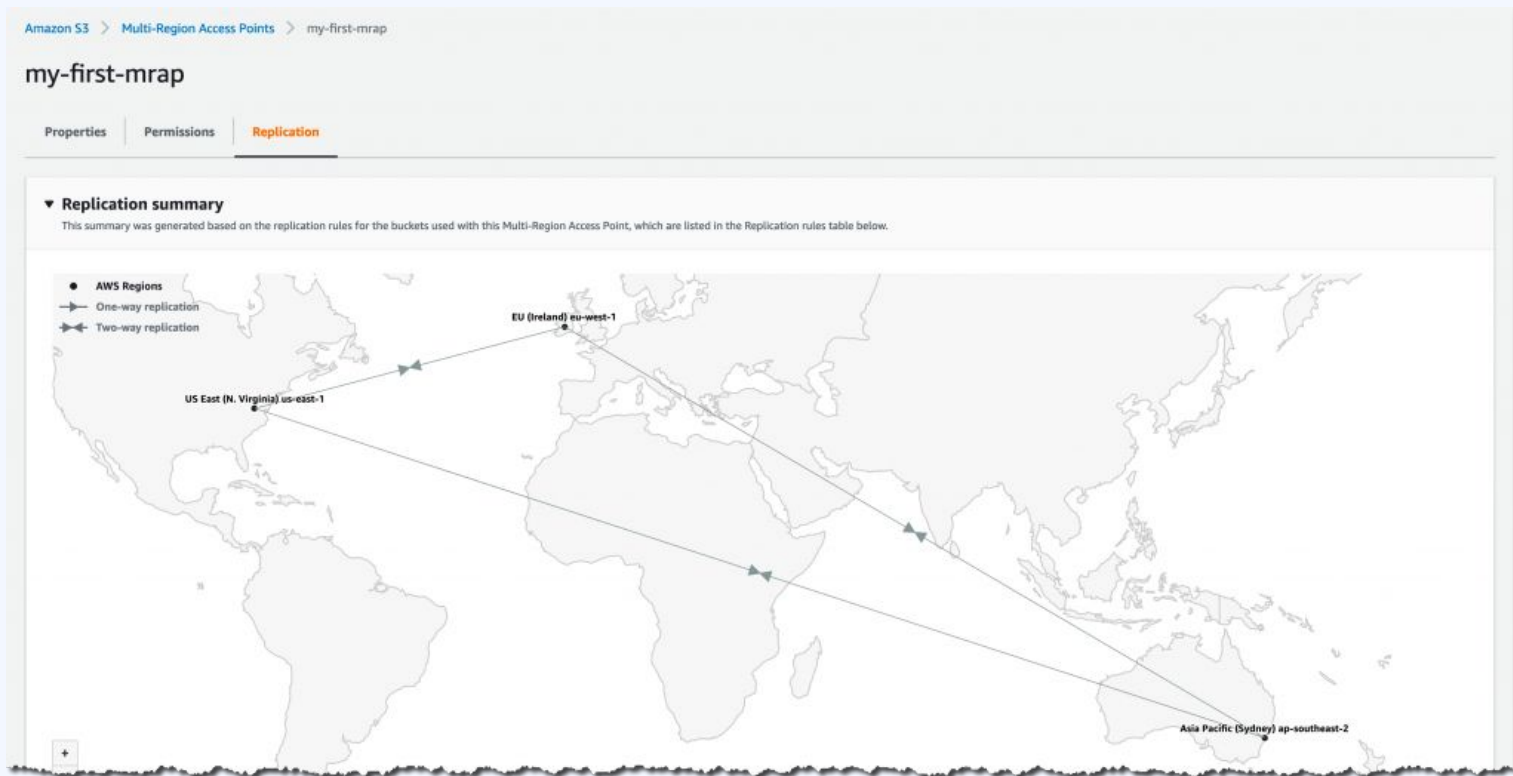 Amazon S3 > Multi-Region Access Points > my-first-mrap
my-first-mrap
Properties Permissions Replication
▼ Replication summary
This summary was generated based on the replication rules for the buckets used with this Multi-Region Access Point, which are listed in the Replication rules table below.
AWS Regions
One-way replication
Two-way replication
EU (Ireland) eu-west-1
US East (N. Virginia) us-east-1
Asia Pacific (Sydney) ap-southeast-2
+